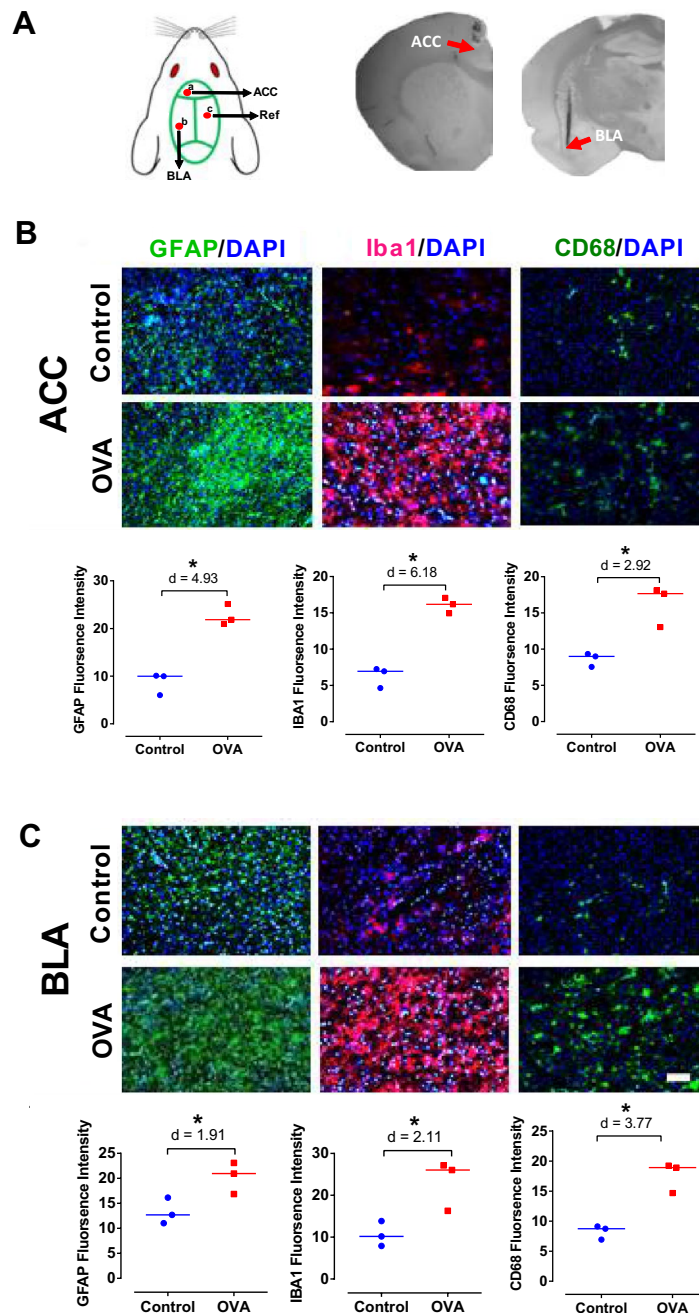 A
a
ACC
c
Ref
b
BLA
ACC
BLA
B
GFAP/DAPI Iba1/DAPI CD68/DAPI
ACC
Control
OVA
GFAP Fluorsence Intensity
30
20
10
0
*
d = 4.93
Control OVA
IBA1 Fluorsence Intensity
20
15
10
5
0
*
d = 6.18
Control OVA
CD68 Fluorsence Intensity
20
15
10
5
0
*
d = 2.92
Control OVA
C
BLA
Control
OVA
GFAP Fluorsence Intensity
25
20
15
10
5
0
*
d = 1.91
Control OVA
IBA1 Fluorsence Intensity
30
20
10
0
*
d = 2.11
Control OVA
CD68 Fluorsence Intensity
25
20
15
10
5
0
*
d = 3.77
Control OVA